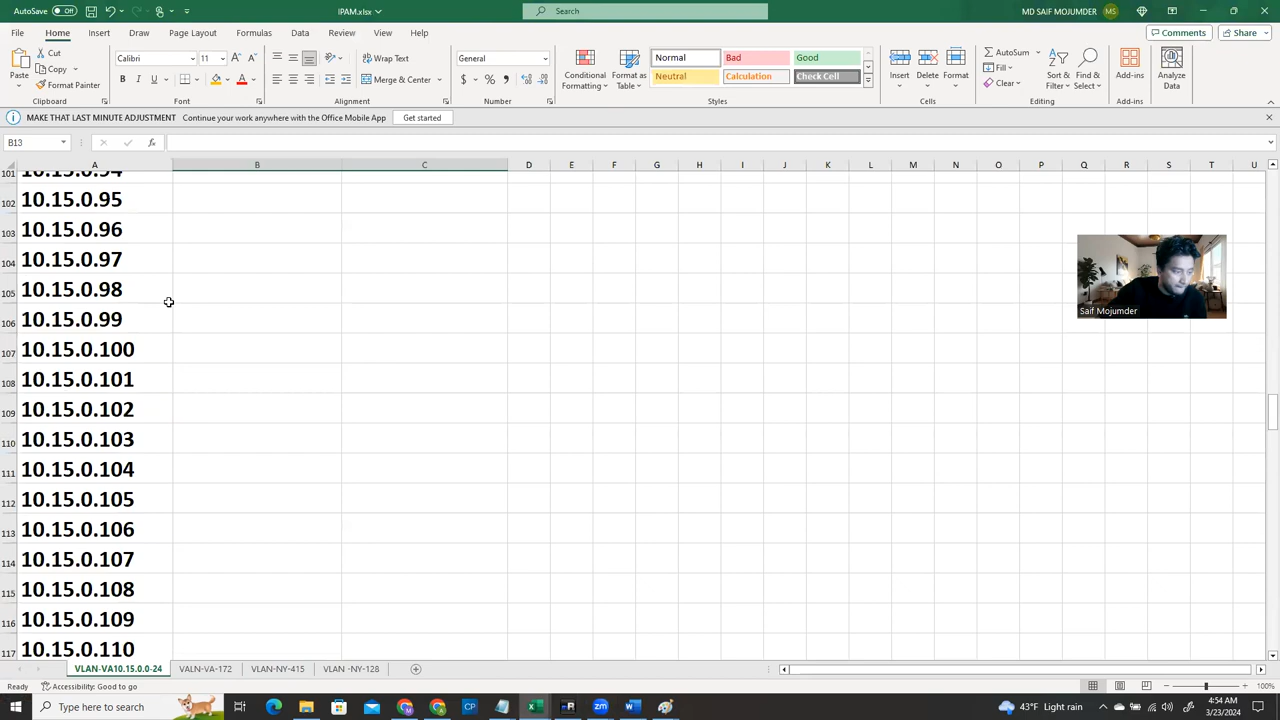 AutoSave Off IPAM.xlsx Search MD SAIF MOJUMDER MS
File Home Insert Draw Page Layout Formulas Data Review View Help Comments Share
Paste Cut Copy Format Painter Clipboard
Calibri 11 B I U Font
Wrap Text Merge & Center Alignment
General $ % Number
Conditional Formatting Format as Table Normal Bad Good Neutral Calculation Check Cell Styles
Insert Delete Format Cells
AutoSum Fill Clear Sort & Filter Find & Select Editing
Add-ins Add-ins Analyze Data
MAKE THAT LAST MINUTE ADJUSTMENT Continue your work anywhere with the Office Mobile App Get started
B13 fx
A B C D E F G H I J K L M N O P Q R S T U
101 10.15.0.94
102 10.15.0.95
103 10.15.0.96
104 10.15.0.97
105 10.15.0.98
106 10.15.0.99
107 10.15.0.100
108 10.15.0.101
109 10.15.0.102
110 10.15.0.103
111 10.15.0.104
112 10.15.0.105
113 10.15.0.106
114 10.15.0.107
115 10.15.0.108
116 10.15.0.109
117 10.15.0.110
Saif Mojumder
VLAN-VA10.15.0.0-24 VALN-VA-172 VLAN-NY-415 VLAN -NY-128
Ready Accessibility: Good to go 100%
Type here to search CP R zm W 43°F Light rain 4:54 AM
3/23/2024